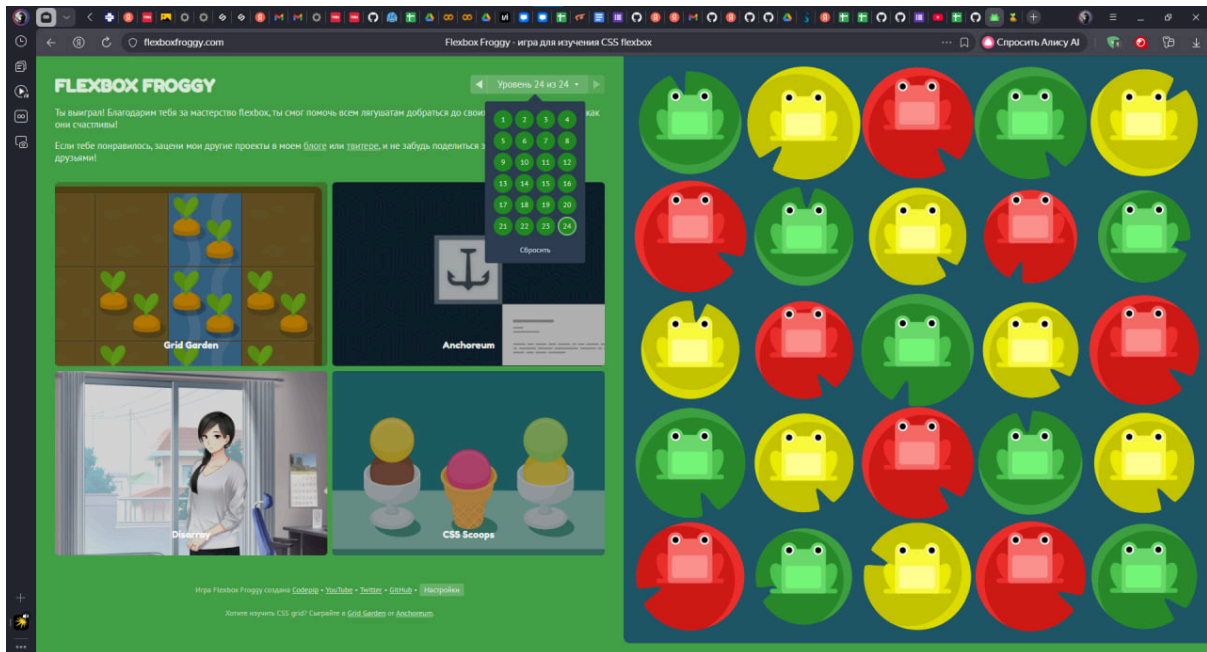 flexboxfroggy.com
Flexbox Froggy - игра для изучения CSS flexbox
Спросить Алису AI
FLEXBOX FROGGY
Уровень 24 из 24
Ты выиграл! Благодарим тебя за мастерство flexbox, ты смог помочь всем лягушатам добраться до своих
как
они счастливы!
Если тебе понравилось, зацени мои другие проекты в моем блоге или твитере, и не забудь поделиться с
друзьями!
1 2 3 4
5 6 7 8
9 10 11 12
13 14 15 16
17 18 19 20
21 22 23 24
Сбросить
Grid Garden
Anchoreum
Disarray
CSS Scoops
Игра Flexbox Froggy создана Codepip • YouTube • Twitter • GitHub • Настройки
Хотите изучить CSS grid? Сыграйте в Grid Garden or Anchoreum.